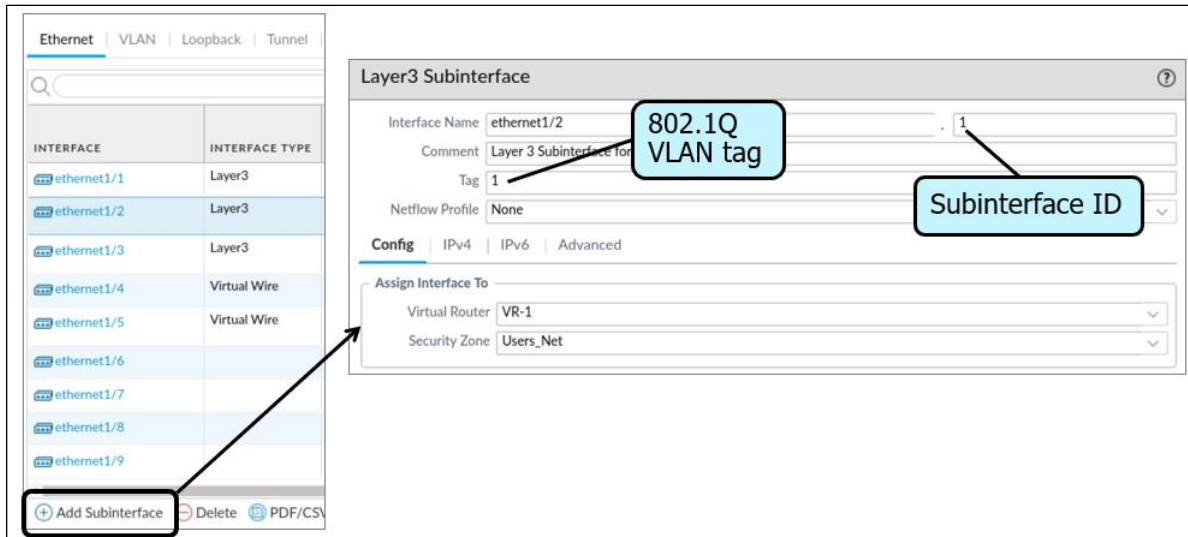 Ethernet | VLAN | Loopback | Tunnel |
INTERFACE INTERFACE TYPE
ethernet1/1 Layer3
ethernet1/2 Layer3
ethernet1/3 Layer3
ethernet1/4 Virtual Wire
ethernet1/5 Virtual Wire
ethernet1/6
ethernet1/7
ethernet1/8
ethernet1/9
+ Add Subinterface Delete PDF/CSV
Layer3 Subinterface ?
Interface Name ethernet1/2 . 1
Comment Layer 3 Subinterface for
Tag 1
Netflow Profile None
802.1Q
VLAN tag
Subinterface ID
Config | IPv4 | IPv6 | Advanced
Assign Interface To
Virtual Router VR-1
Security Zone Users_Net